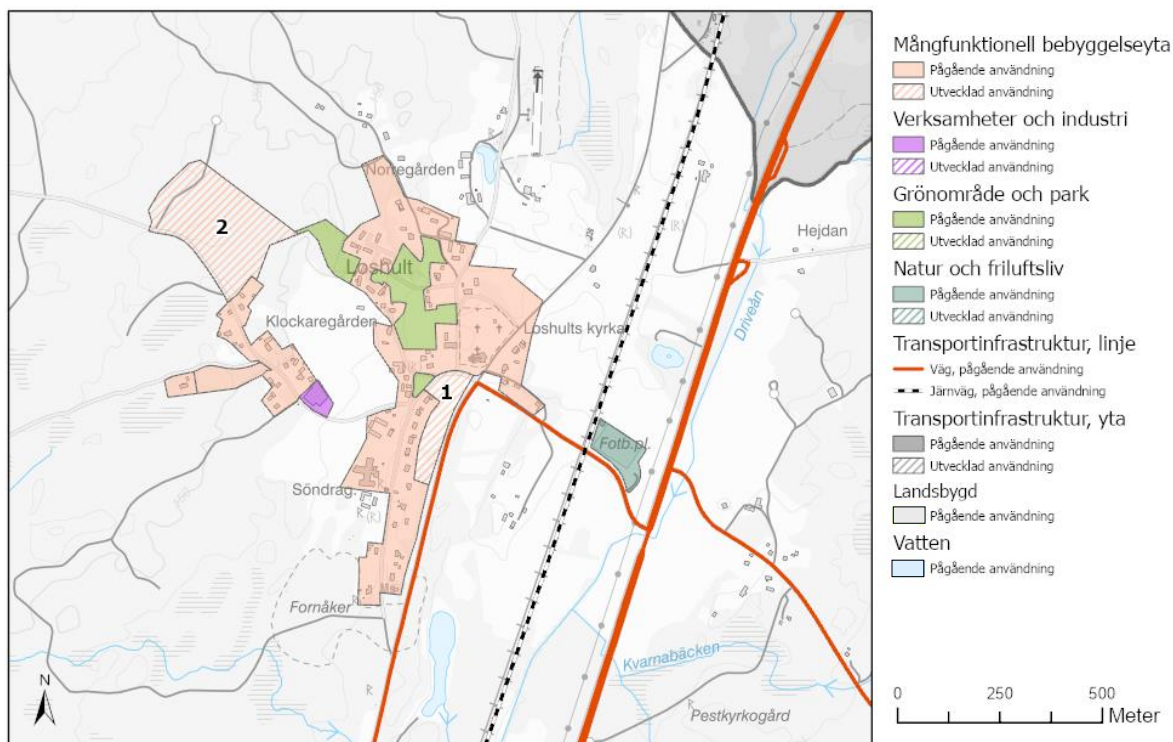 Norregården
(R)
Hejdan
2
Loshult
Driveån
Klockaregården
Loshults kyrka
1
Fotb.pl.
Söndrag.
R (R)
Fornåker
R
R
Kvarnabäcken
R
Pestkyrkogård
N
Mångfunktionell bebyggelseyta
Pågående användning
Utvecklad användning
Verksamheter och industri
Pågående användning
Utvecklad användning
Grönområde och park
Pågående användning
Utvecklad användning
Natur och friluftsliv
Pågående användning
Utvecklad användning
Transportinfrastruktur, linje
Väg, pågående användning
Järnväg, pågående användning
Transportinfrastruktur, yta
Pågående användning
Utvecklad användning
Landsbygd
Pågående användning
Vatten
Pågående användning
0 250 500
Meter